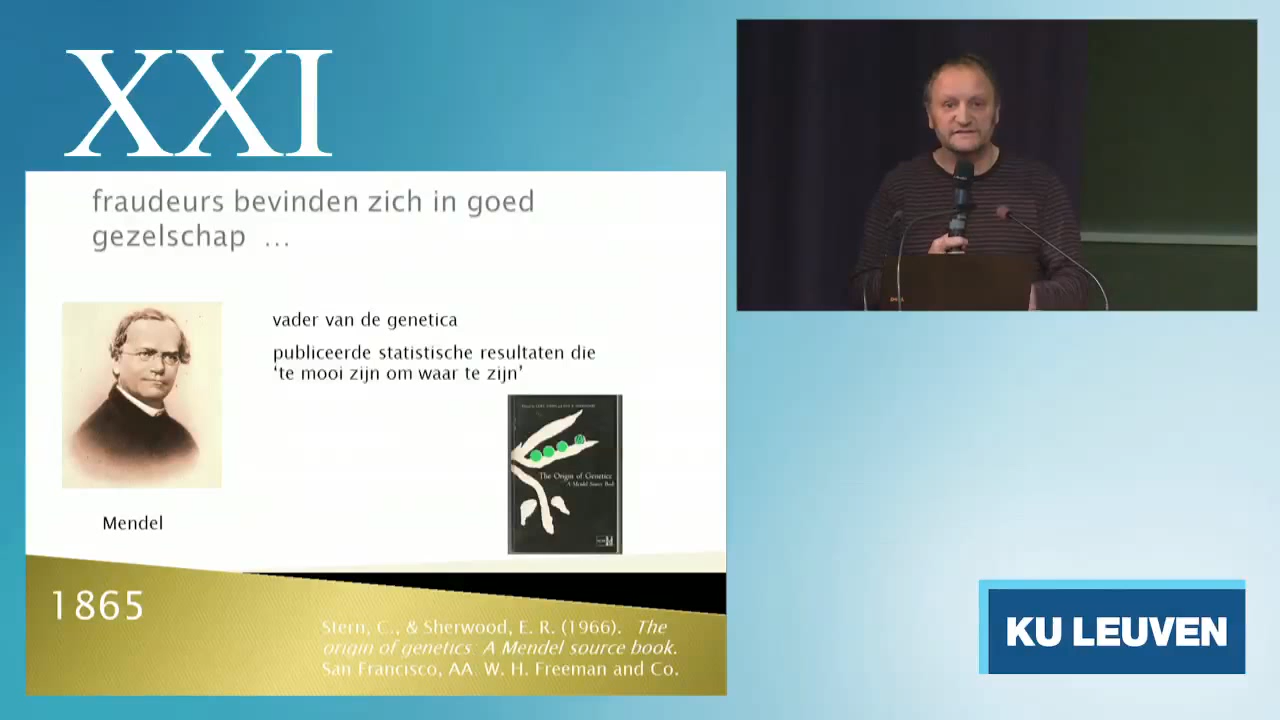 XXI
fraudeurs bevinden zich in goed
gezelschap ...
vader van de genetica
publiceerde statistische resultaten die
‘te mooi zijn om waar te zijn’
The Origin of Genetics
A Mendel Source Book
Mendel
1865
Stern, C., & Sherwood, E. R. (1966). The
origin of genetics: A Mendel source book.
San Francisco, AA: W. H. Freeman and Co.
KU LEUVEN